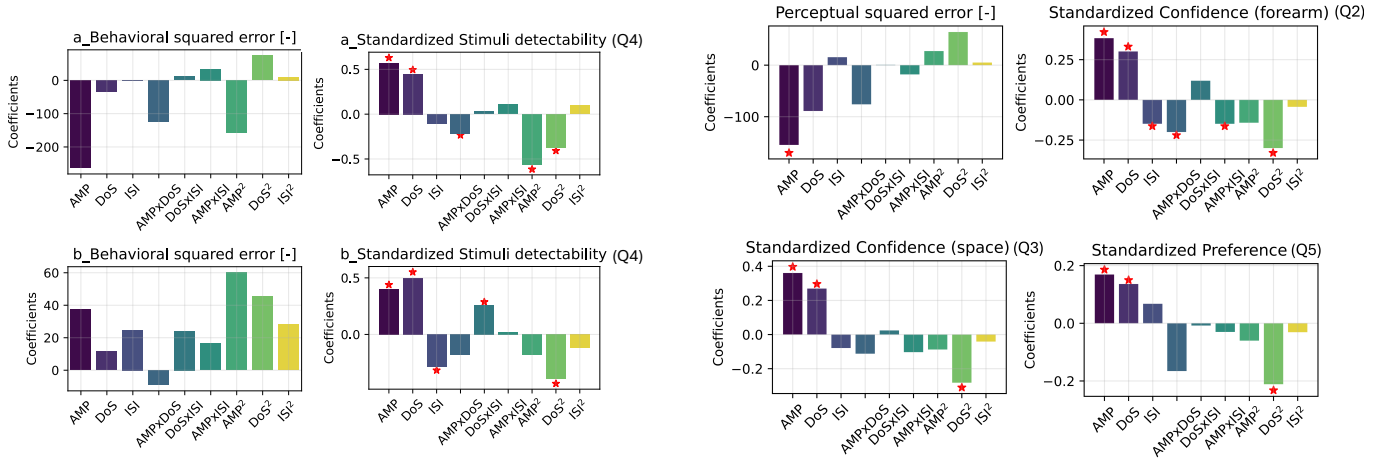 a_Behavioral squared error [-]
Coefficients
0
−100
−200
AMP
DoS
ISI
AMPxDoS
DoSxISI
AMPxISI
AMP²
DoS²
ISI²
a_Standardized Stimuli detectability (Q4)
0.5
0.0
−0.5
AMP
DoS
ISI
AMPxDoS
DoSxISI
AMPxISI
AMP²
DoS²
ISI²
Perceptual squared error [-]
Coefficients
0
−100
AMP
DoS
ISI
AMPxDoS
DoSxISI
AMPxISI
AMP²
DoS²
ISI²
Standardized Confidence (forearm) (Q2)
Coefficients
0.25
0.00
−0.25
AMP
DoS
ISI
AMPxDoS
DoSxISI
AMPxISI
AMP²
DoS²
ISI²
b_Behavioral squared error [-]
Coefficients
60
40
20
0
AMP
DoS
ISI
AMPxDoS
DoSxISI
AMPxISI
AMP²
DoS²
ISI²
b_Standardized Stimuli detectability (Q4)
Coefficients
0.5
0.0
AMP
DoS
ISI
AMPxDoS
DoSxISI
AMPxISI
AMP²
DoS²
ISI²
Standardized Confidence (space) (Q3)
Coefficients
0.4
0.2
0.0
−0.2
AMP
DoS
ISI
AMPxDoS
DoSxISI
AMPxISI
AMP²
DoS²
ISI²
Standardized Preference (Q5)
Coefficients
0.2
0.0
−0.2
AMP
DoS
ISI
AMPxDoS
DoSxISI
AMPxISI
AMP²
DoS²
ISI²